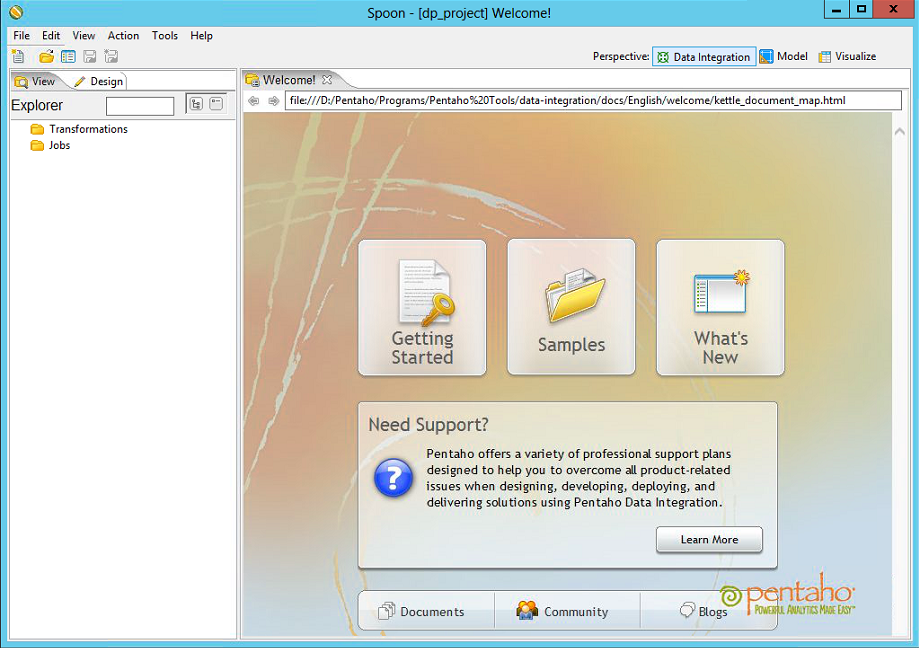 Spoon - [dp_project] Welcome!
File Edit View Action Tools Help
Perspective: Data Integration Model Visualize
View Design
Welcome!
Explorer
file:///D:/Pentaho/Programs/Pentaho%20Tools/data-integration/docs/English/welcome/kettle_document_map.html
Transformations
Jobs
Getting
Started
Samples
What's
New
Need Support?
Pentaho offers a variety of professional support plans
designed to help you to overcome all product-related
issues when designing, developing, deploying, and
delivering solutions using Pentaho Data Integration.
Learn More
Documents
Community
Blogs
pentaho
Powerful Analytics Made Easy™